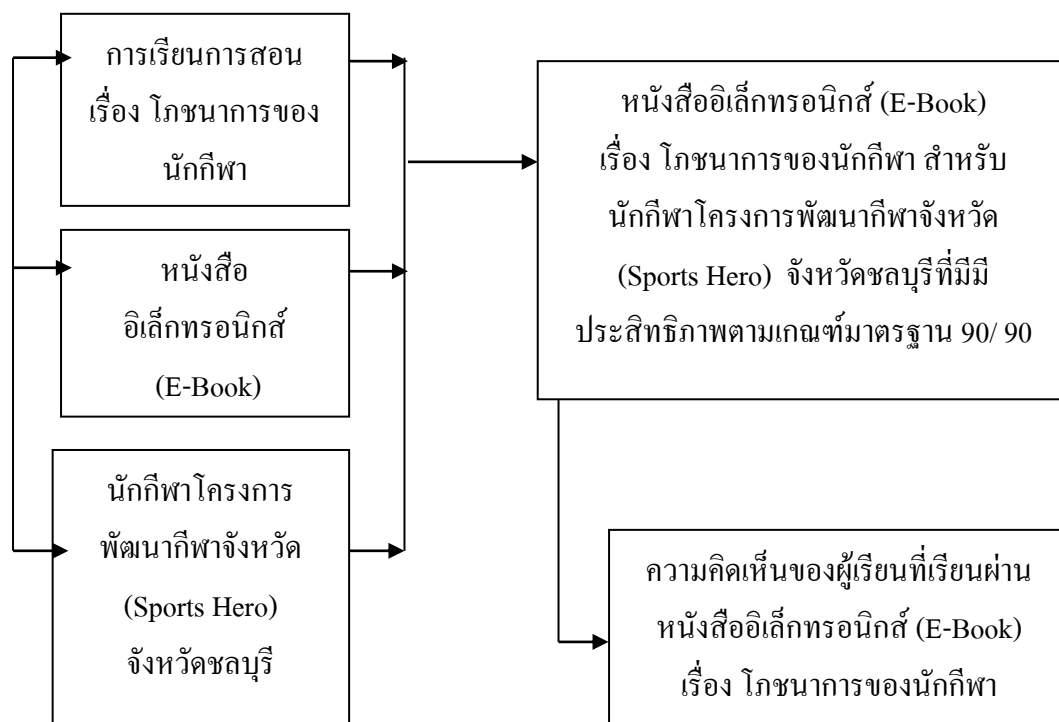 การเรียนการสอน
เรื่อง โภชนาการของ
นักกีฬา
หนังสือ
อิเล็กทรอนิกส์
(E-Book)
นักกีฬาโครงการ
พัฒนากีฬาจังหวัด
(Sports Hero)
จังหวัดชลบุรี
หนังสืออิเล็กทรอนิกส์ (E-Book)
เรื่อง โภชนาการของนักกีฬา สำหรับ
นักกีฬาโครงการพัฒนากีฬาจังหวัด
(Sports Hero) จังหวัดชลบุรีที่มีมี
ประสิทธิภาพตามเกณฑ์มาตรฐาน 90/ 90
ความคิดเห็นของผู้เรียนที่เรียนผ่าน
หนังสืออิเล็กทรอนิกส์ (E-Book)
เรื่อง โภชนาการของนักกีฬา